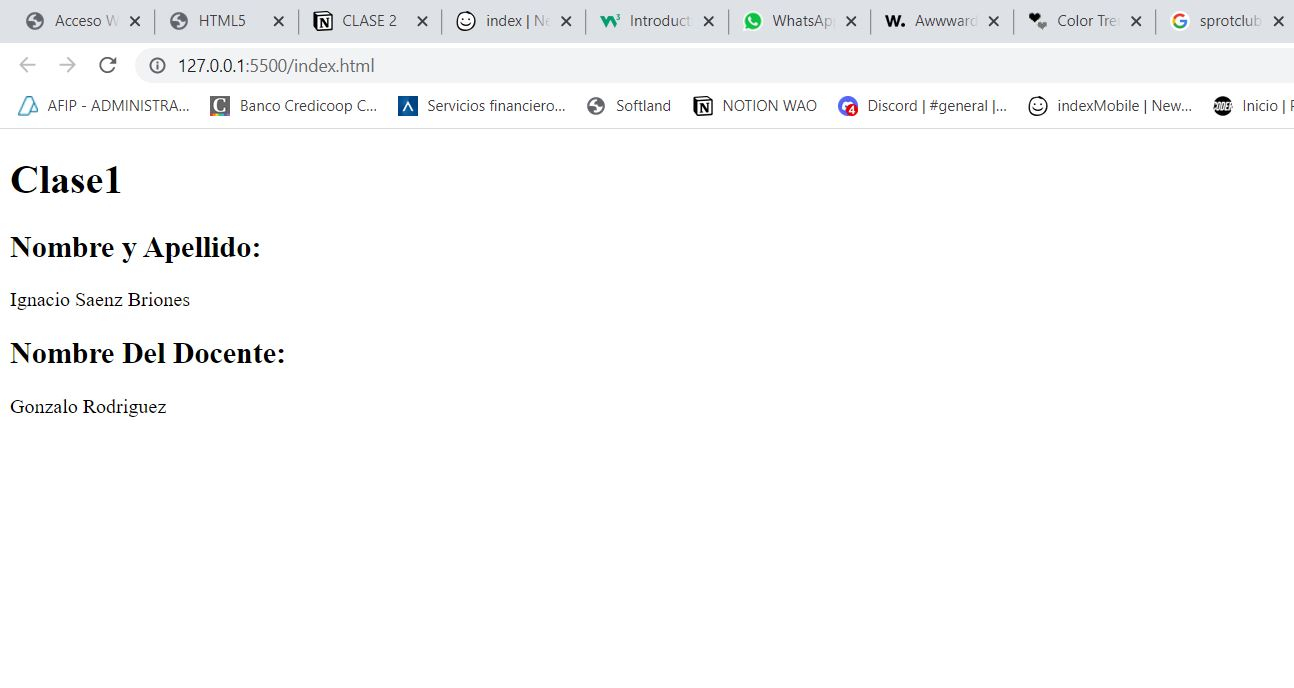 Acceso W
HTML5
CLASE 2
index | Ne
Introduct
WhatsAp
W. Awwward
Color Tre
sprotclub
127.0.0.1:5500/index.html
AFIP - ADMINISTRA...
Banco Credicoop C...
Servicios financiero...
Softland
NOTION WAO
Discord | #general |...
indexMobile | New...
Inicio |
Clase1
Nombre y Apellido:
Ignacio Saenz Briones
Nombre Del Docente:
Gonzalo Rodriguez